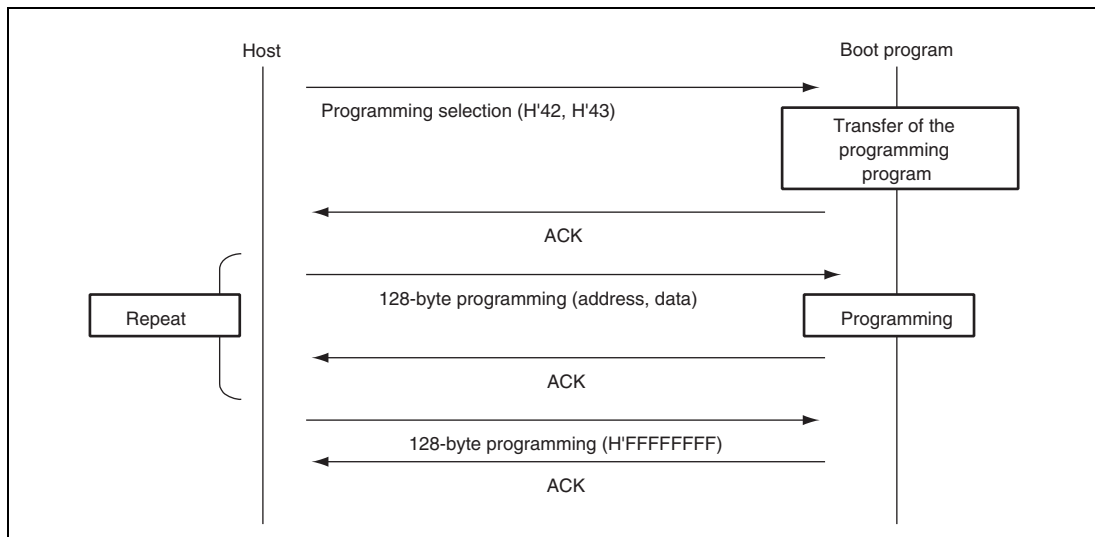 Host
Boot program
Programming selection (H'42, H'43)
Transfer of the
programming
program
ACK
128-byte programming (address, data)
Repeat
Programming
ACK
128-byte programming (H'FFFFFFFF)
ACK